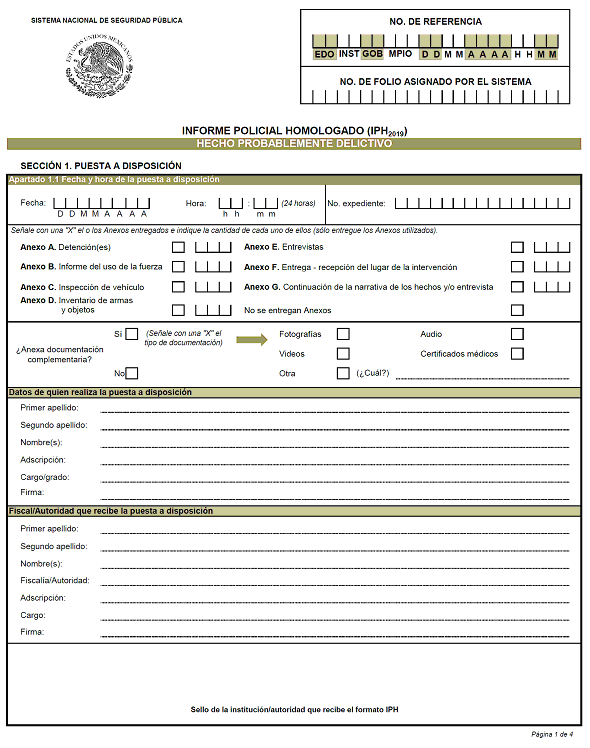 SISTEMA NACIONAL DE SEGURIDAD PÚBLICA
ESTADOS UNIDOS MEXICANOS
NO. DE REFERENCIA
EDO INST GOB MPIO D D M M A A A A H H M M
NO. DE FOLIO ASIGNADO POR EL SISTEMA
INFORME POLICIAL HOMOLOGADO (IPH2019)
HECHO PROBABLEMENTE DELICTIVO
SECCIÓN 1. PUESTA A DISPOSICIÓN
Apartado 1.1 Fecha y hora de la puesta a disposición
Fecha: Hora: : (24 horas) No. expediente:
D D M M A A A A h h m m
Señale con una "X" el o los Anexos entregados e indique la cantidad de cada uno de ellos (sólo entregue los Anexos utilizados).
Anexo A. Detención(es) Anexo E. Entrevistas
Anexo B. Informe del uso de la fuerza Anexo F. Entrega - recepción del lugar de la intervención
Anexo C. Inspección de vehículo Anexo G. Continuación de la narrativa de los hechos y/o entrevista
Anexo D. Inventario de armas
y objetos No se entregan Anexos
¿Anexa documentación
complementaria?
Si (Señale con una "X" el
tipo de documentación)
No
Fotografías Audio
Videos Certificados médicos
Otra (¿Cuál?)
Datos de quien realiza la puesta a disposición
Primer apellido:
Segundo apellido:
Nombre(s):
Adscripción:
Cargo/grado:
Firma:
Fiscal/Autoridad que recibe la puesta a disposición
Primer apellido:
Segundo apellido:
Nombre(s):
Fiscalía/Autoridad:
Adscripción:
Cargo:
Firma:
Sello de la institución/autoridad que recibe el formato IPH
Página 1 de 4